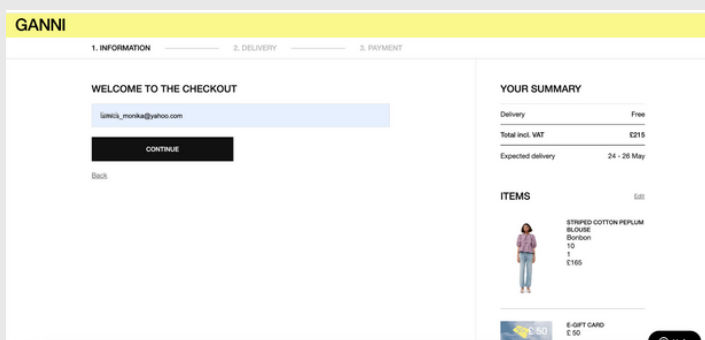 GANNI
1. INFORMATION
2. DELIVERY
3. PAYMENT
WELCOME TO THE CHECKOUT
_monika@yahoo.com
CONTINUE
Back
YOUR SUMMARY
Delivery Free
Total incl. VAT £215
Expected delivery 24 - 26 May
ITEMS Edit
STRIPED COTTON PEPLUM
BLOUSE
Bonbon
10
1
£165
£50
E-GIFT CARD
£ 50